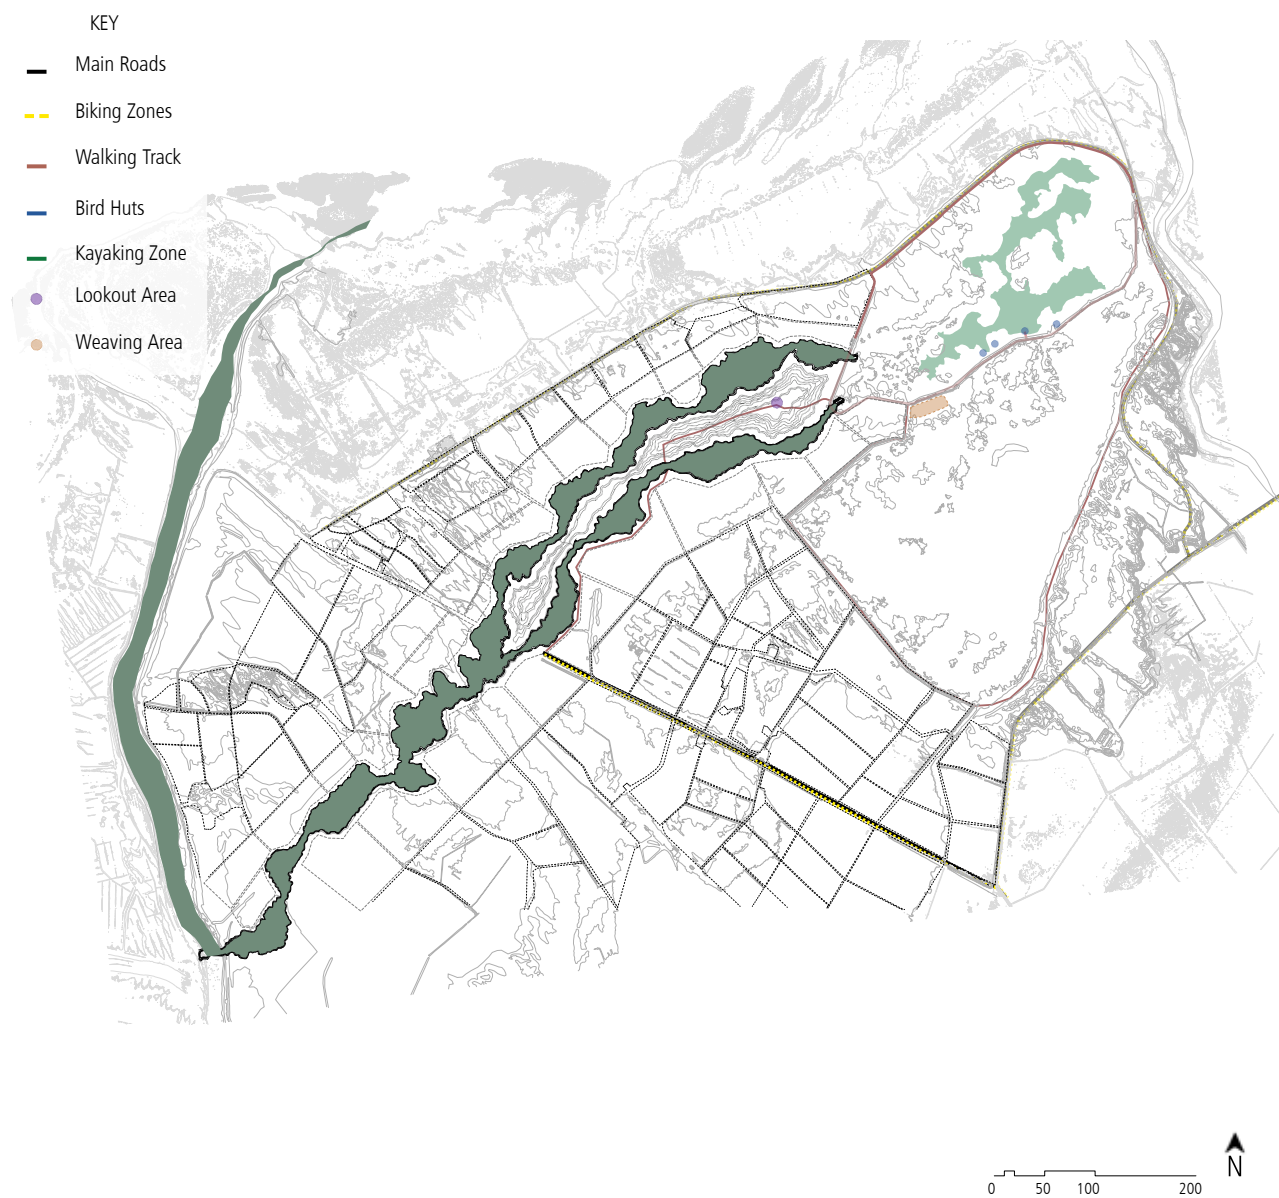 KEY
Main Roads
Biking Zones
Walking Track
Bird Huts
Kayaking Zone
Lookout Area
Weaving Area
N
0 50 100 200